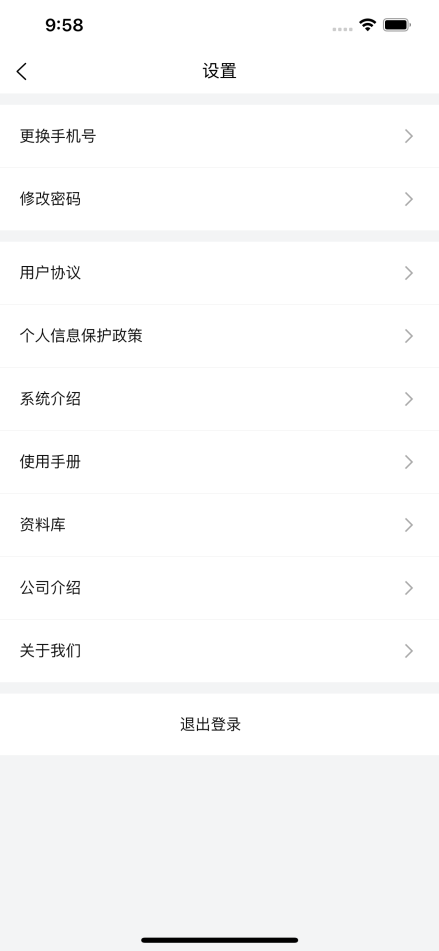 9:58
设置
更换手机号
修改密码
用户协议
个人信息保护政策
系统介绍
使用手册
资料库
公司介绍
关于我们
退出登录